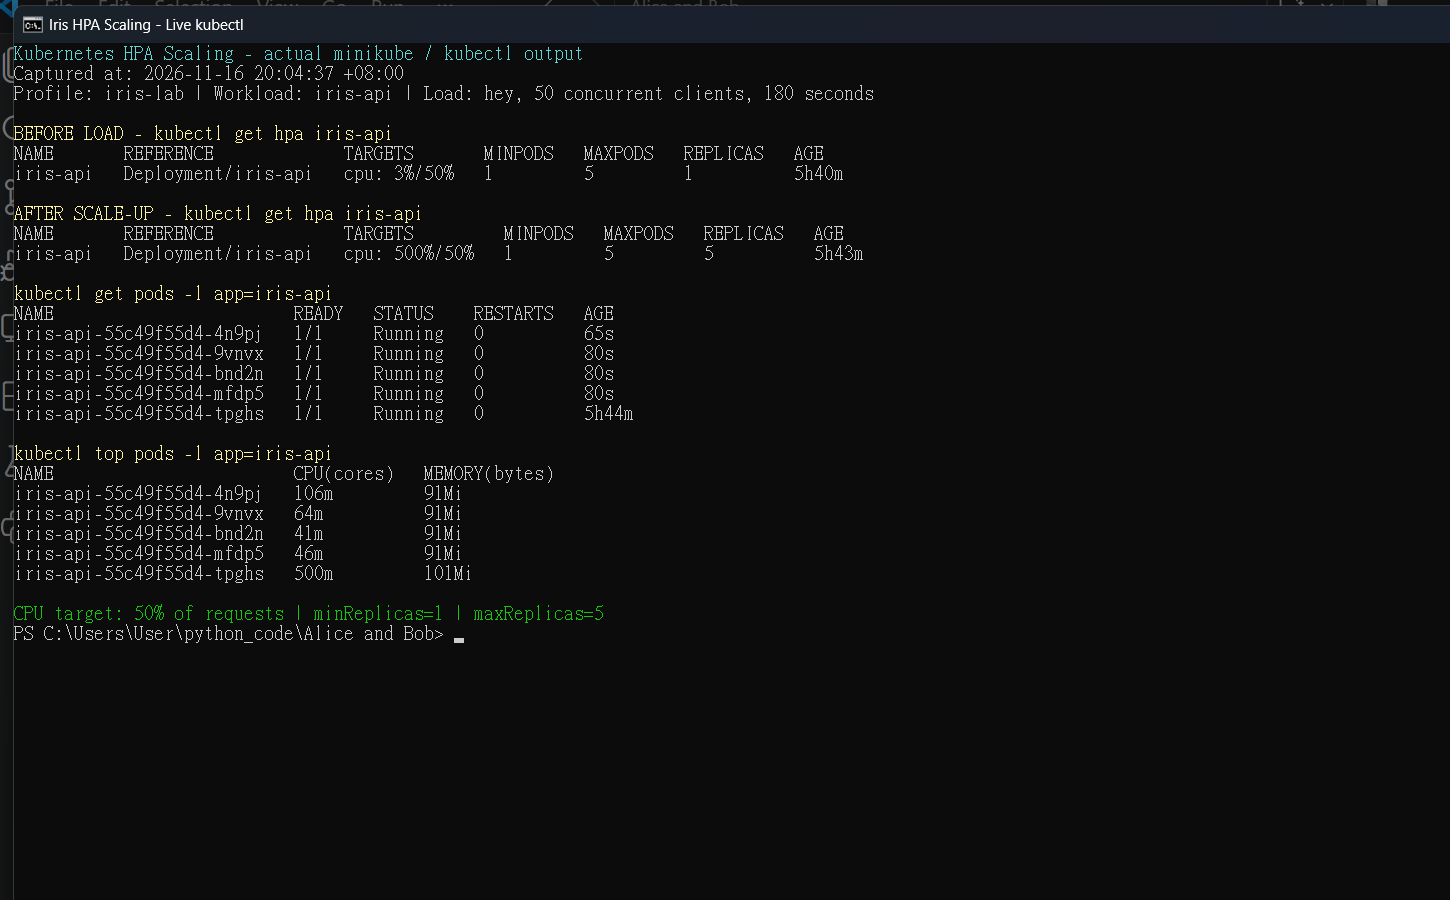 File Edit Selection View Go Run Alice and Bob
Iris HPA Scaling - Live kubectl
Kubernetes HPA Scaling - actual minikube / kubectl output
Captured at: 2026-11-16 20:04:37 +08:00
Profile: iris-lab | Workload: iris-api | Load: hey, 50 concurrent clients, 180 seconds
BEFORE LOAD - kubectl get hpa iris-api
NAME REFERENCE TARGETS MINPODS MAXPODS REPLICAS AGE
iris-api Deployment/iris-api cpu: 3%/50% 1 5 1 5h40m
AFTER SCALE-UP - kubectl get hpa iris-api
NAME REFERENCE TARGETS MINPODS MAXPODS REPLICAS AGE
iris-api Deployment/iris-api cpu: 500%/50% 1 5 5 5h43m
kubectl get pods -l app=iris-api
NAME READY STATUS RESTARTS AGE
iris-api-55c49f55d4-4n9pj 1/1 Running 0 65s
iris-api-55c49f55d4-9vnvx 1/1 Running 0 80s
iris-api-55c49f55d4-bnd2n 1/1 Running 0 80s
iris-api-55c49f55d4-mfdp5 1/1 Running 0 80s
iris-api-55c49f55d4-tpghs 1/1 Running 0 5h44m
kubectl top pods -l app=iris-api
NAME CPU(cores) MEMORY(bytes)
iris-api-55c49f55d4-4n9pj 106m 91Mi
iris-api-55c49f55d4-9vnvx 64m 91Mi
iris-api-55c49f55d4-bnd2n 41m 91Mi
iris-api-55c49f55d4-mfdp5 46m 91Mi
iris-api-55c49f55d4-tpghs 500m 101Mi
CPU target: 50% of requests | minReplicas=1 | maxReplicas=5
PS C:\Users\User\python_code\Alice and Bob>